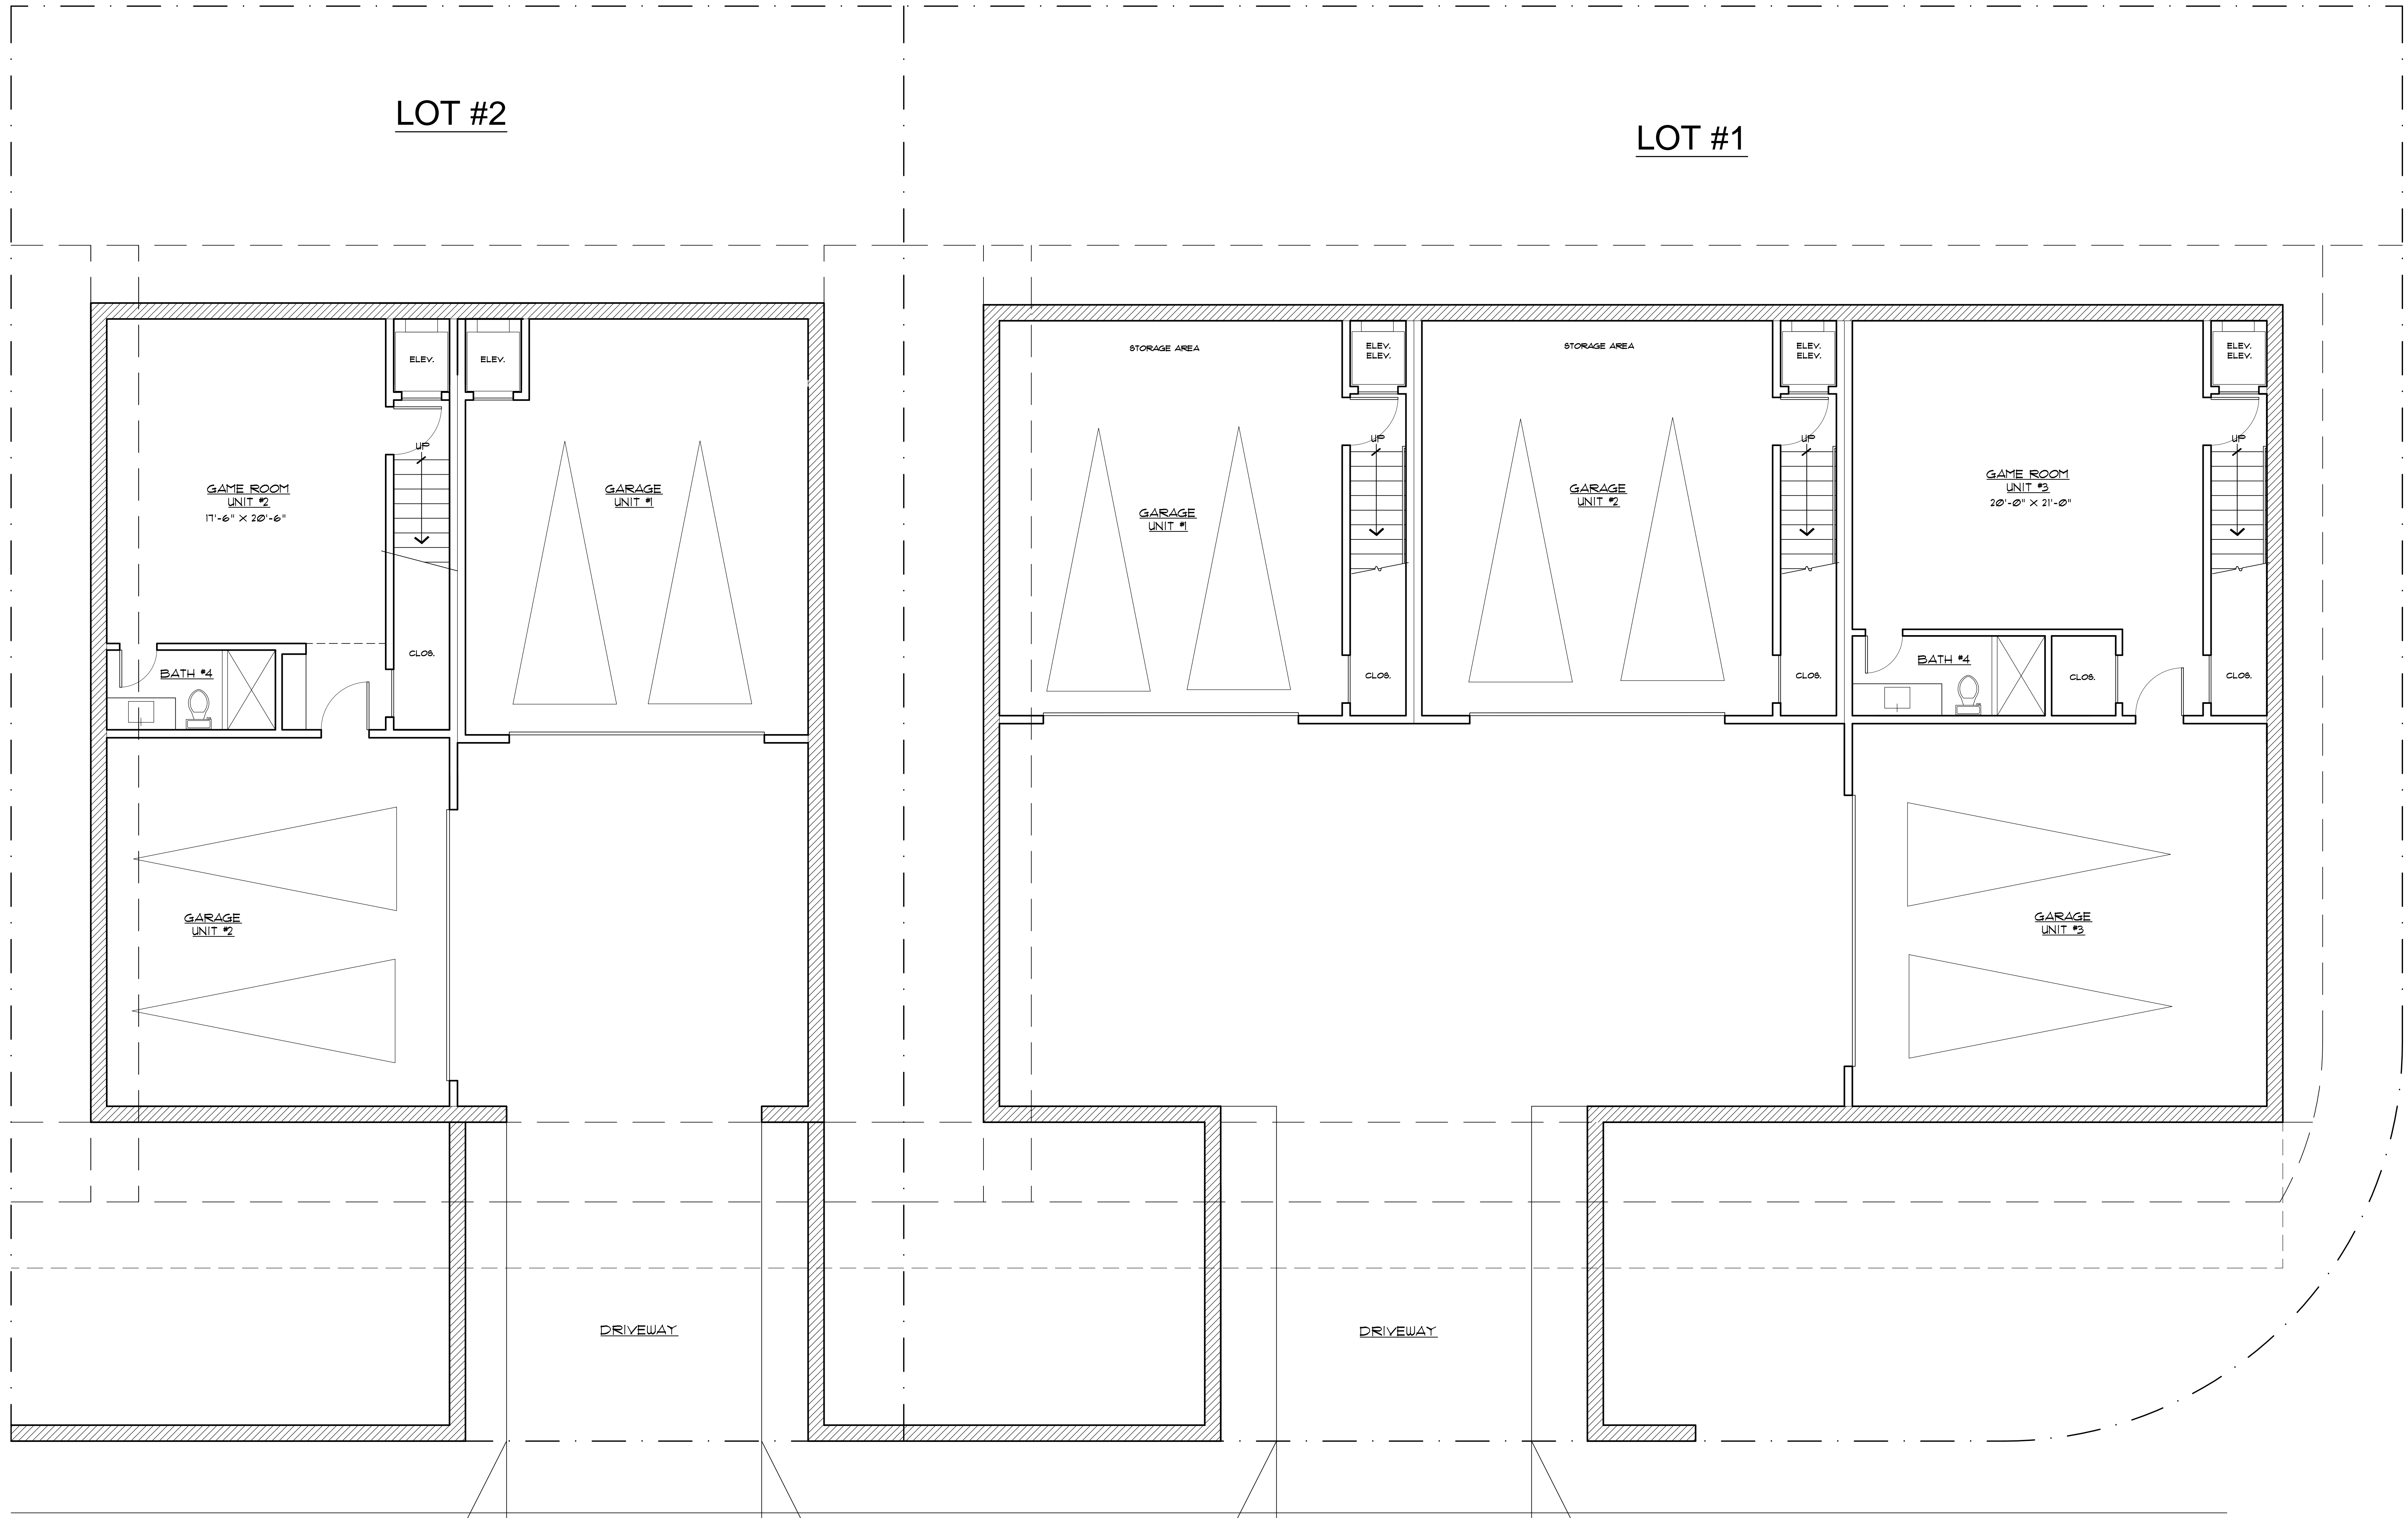 LOT #2
LOT #1
ELEV.
ELEV.
UP
GAME ROOM
UNIT #2
17'-6" X 20'-6"
GARAGE
UNIT #1
CLOS.
BATH #4
GARAGE
UNIT #2
DRIVEWAY
STORAGE AREA
ELEV.
ELEV.
UP
GARAGE
UNIT #1
CLOS.
STORAGE AREA
ELEV.
ELEV.
UP
GARAGE
UNIT #2
CLOS.
ELEV.
ELEV.
UP
GAME ROOM
UNIT #3
20'-0" X 21'-0"
BATH #4
CLOS.
CLOS.
GARAGE
UNIT #3
DRIVEWAY